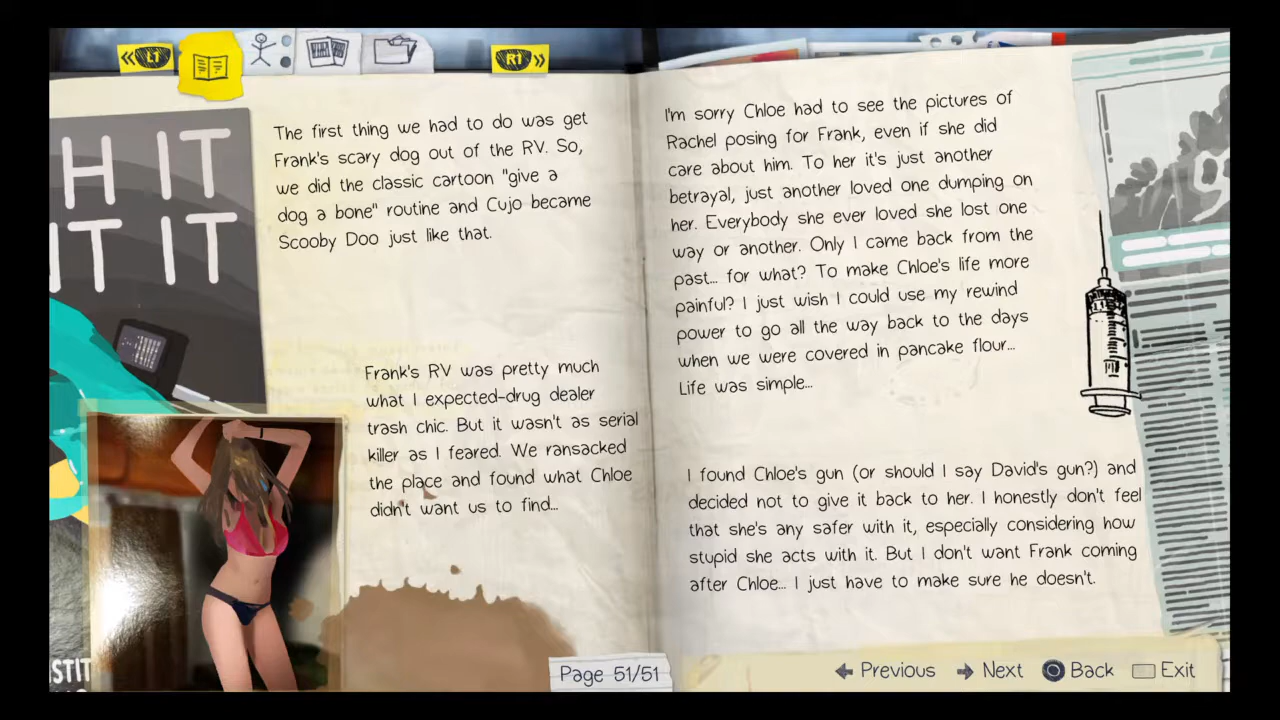 L1
R1
H IT
IT IT
The first thing we had to do was get
Frank's scary dog out of the RV. So,
we did the classic cartoon "give a
dog a bone" routine and Cujo became
Scooby Doo just like that.
Frank's RV was pretty much
what I expected-drug dealer
trash chic. But it wasn't as serial
killer as I feared. We ransacked
the place and found what Chloe
didn't want us to find...
I'm sorry Chloe had to see the pictures of
Rachel posing for Frank, even if she did
care about him. To her it's just another
betrayal, just another loved one dumping on
her. Everybody she ever loved she lost one
way or another. Only I came back from the
past... for what? To make Chloe's life more
painful? I just wish I could use my rewind
power to go all the way back to the days
when we were covered in pancake flour...
Life was simple...
I found Chloe's gun (or should I say David's gun?) and
decided not to give it back to her. I honestly don't feel
that she's any safer with it, especially considering how
stupid she acts with it. But I don't want Frank coming
after Chloe... I just have to make sure he doesn't.
STIT
Page 51/51
Previous Next Back Exit